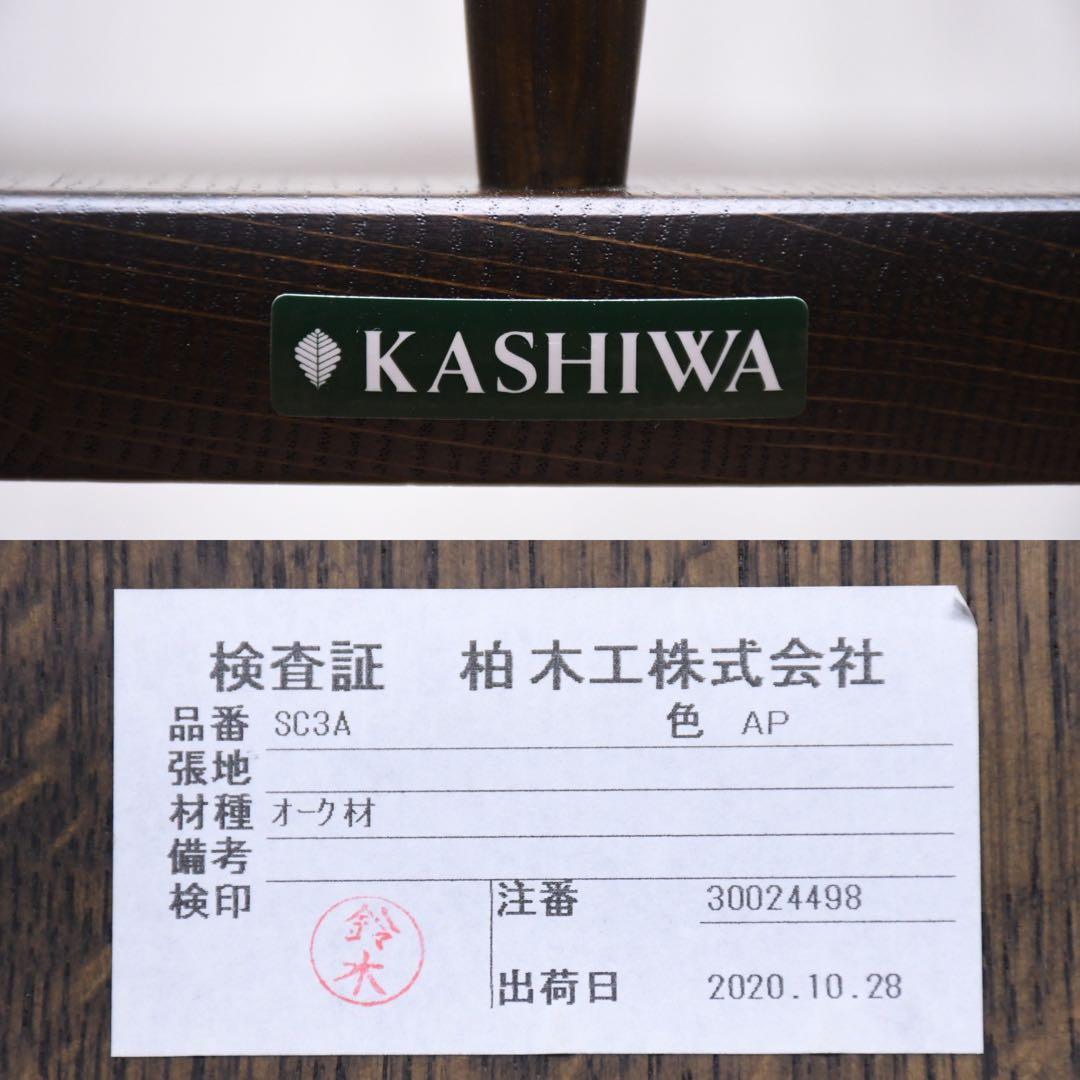 KASHIWA
検査証 柏木工株式会社
品番 SC3A 色 AP
張地
材種 オーク材
備考
検印 鈴木 注番 30024498
出荷日 2020.10.28